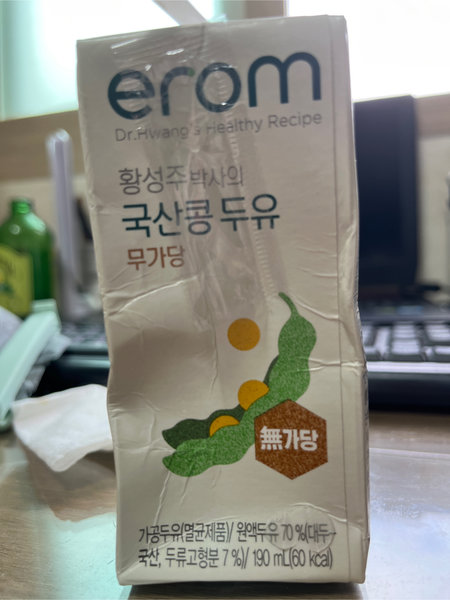 erom
Dr.Hwang's Healthy Recipe
황성주 박사의
국산콩 두유
무가당
無가당
가공두유(멸균제품)/ 원액두유 70 %(대두-
국산, 두류고형분 7 %)/ 190 mL(60 kcal)